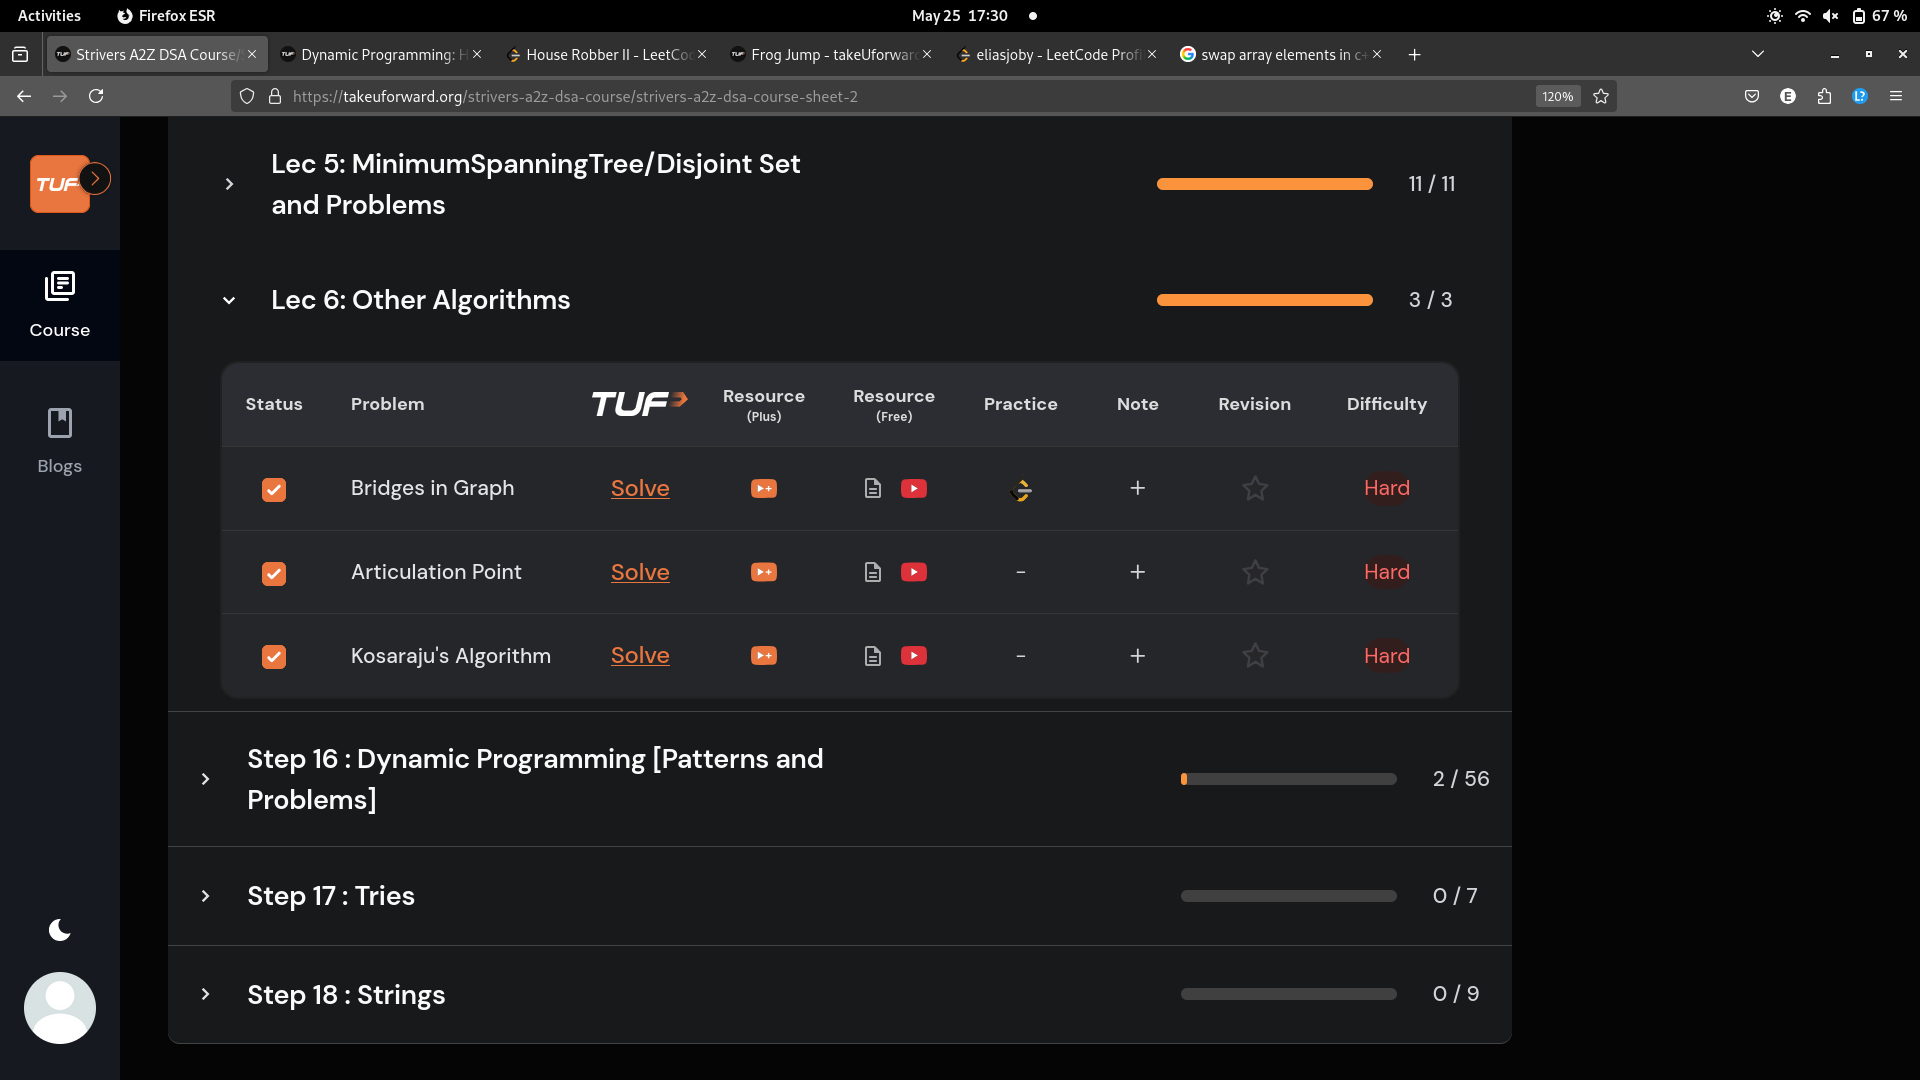 Activities Firefox ESR May 25 17:30 67 %
Strivers A2Z DSA Course/ Dynamic Programming: House Robber II - LeetCo Frog Jump - takeUforwar eliasjoby - LeetCode Prof swap array elements in c+
https://takeuforward.org/strivers-a2z-dsa-course/strivers-a2z-dsa-course-sheet-2 120% E L?
TUF
Course
Blogs
Lec 5: MinimumSpanningTree/Disjoint Set
and Problems
11 / 11
Lec 6: Other Algorithms 3 / 3
Status Problem TUF Resource (Plus) Resource (Free) Practice Note Revision Difficulty
Bridges in Graph Solve + Hard
Articulation Point Solve - + Hard
Kosaraju's Algorithm Solve - + Hard
Step 16 : Dynamic Programming [Patterns and
Problems]
2 / 56
Step 17 : Tries 0 / 7
Step 18 : Strings 0 / 9